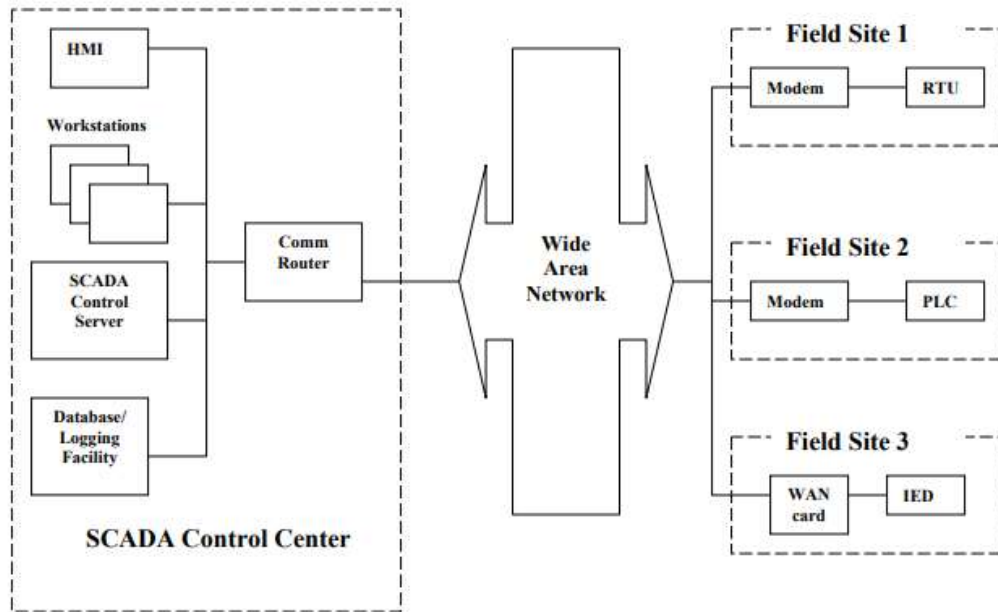 HMI
Workstations
SCADA
Control
Server
Database/
Logging
Facility
SCADA Control Center
Comm
Router
Wide
Area
Network
Field Site 1
Modem
RTU
Field Site 2
Modem
PLC
Field Site 3
WAN
card
IED